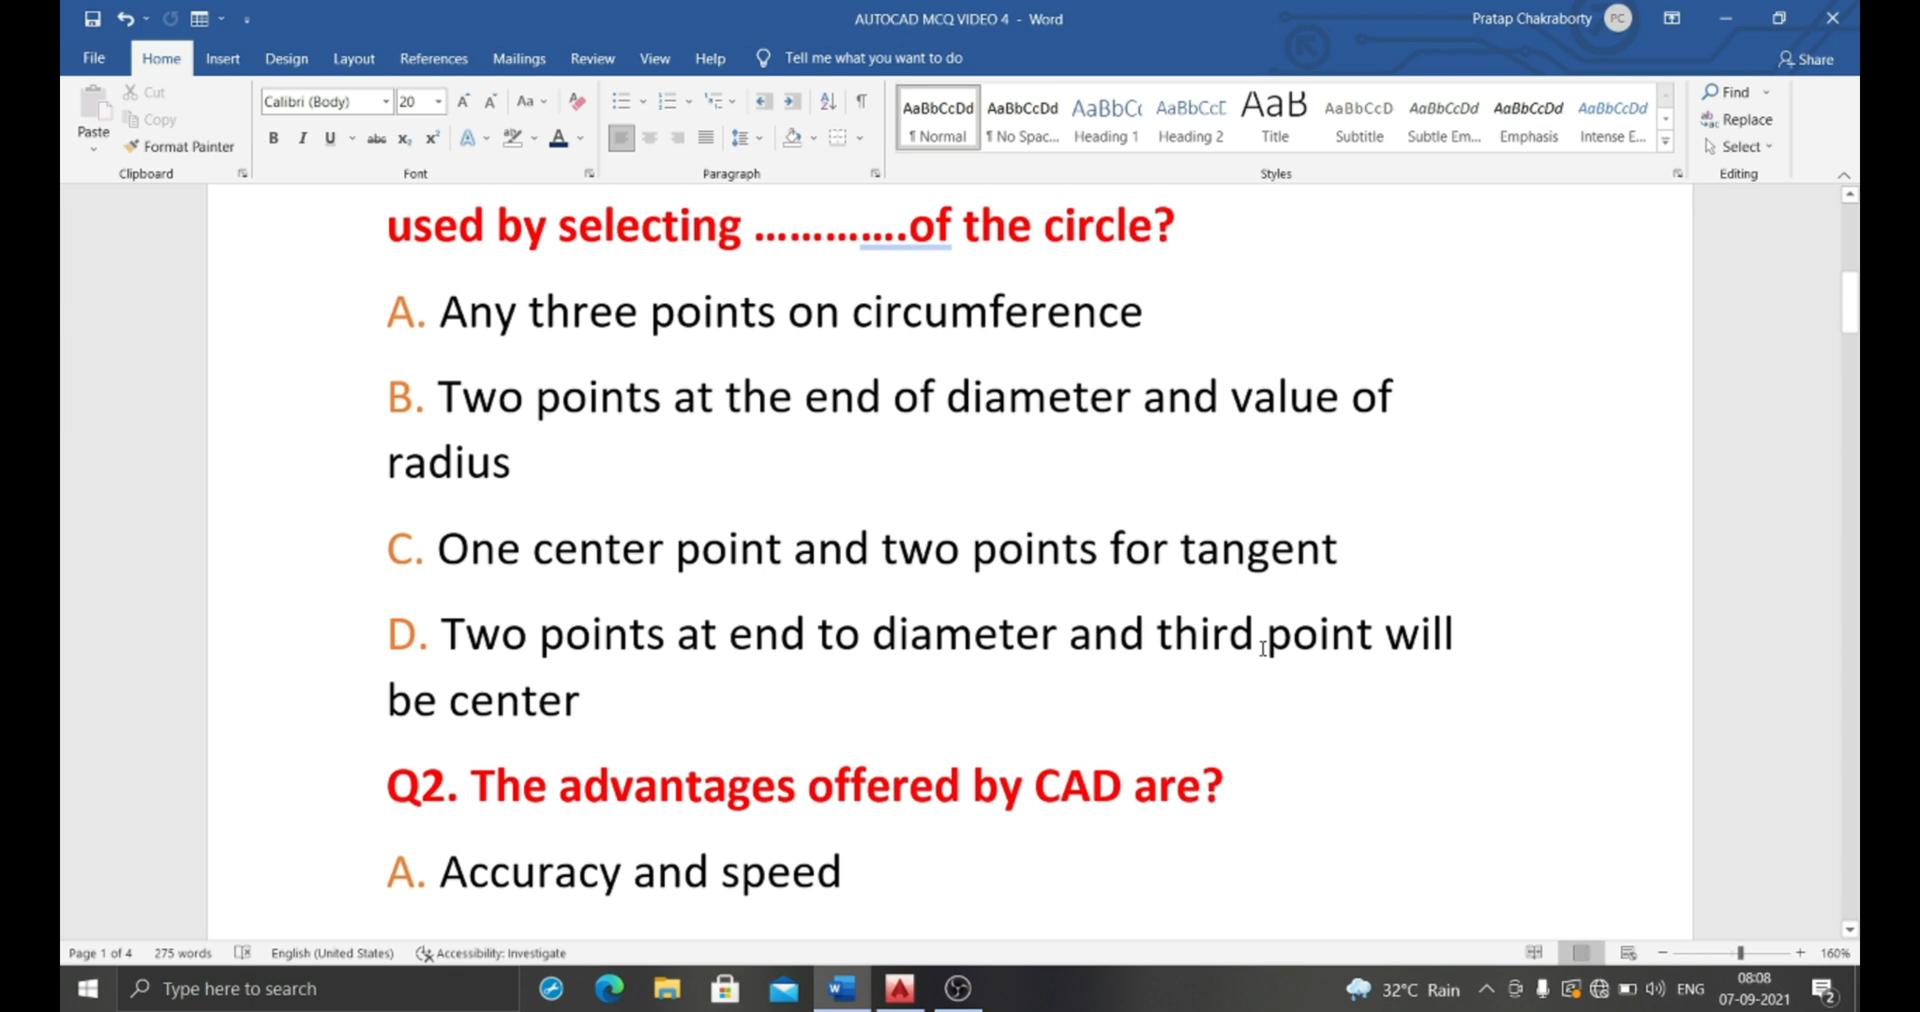 AUTOCAD MCQ VIDEO 4 - Word
Pratap Chakraborty PC
File Home Insert Design Layout References Mailings Review View Help Tell me what you want to do Share
Paste
Cut
Copy
Format Painter
Clipboard
Calibri (Body) 20
Font
Paragraph
AaBbCcDd AaBbCcDd AaBbC( AaBbCcE AaB AaBbCcD AaBbCcDd AaBbCcDd AaBbCcDd
¶ Normal ¶ No Spac... Heading 1 Heading 2 Title Subtitle Subtle Em... Emphasis Intense E...
Styles
Find
Replace
Select
Editing
used by selecting .............of the circle?
A. Any three points on circumference
B. Two points at the end of diameter and value of
radius
C. One center point and two points for tangent
D. Two points at end to diameter and third point will
be center
Q2. The advantages offered by CAD are?
A. Accuracy and speed
Page 1 of 4 275 words English (United States) Accessibility: Investigate 160%
Type here to search
32°C Rain ENG
08:08
07-09-2021
2